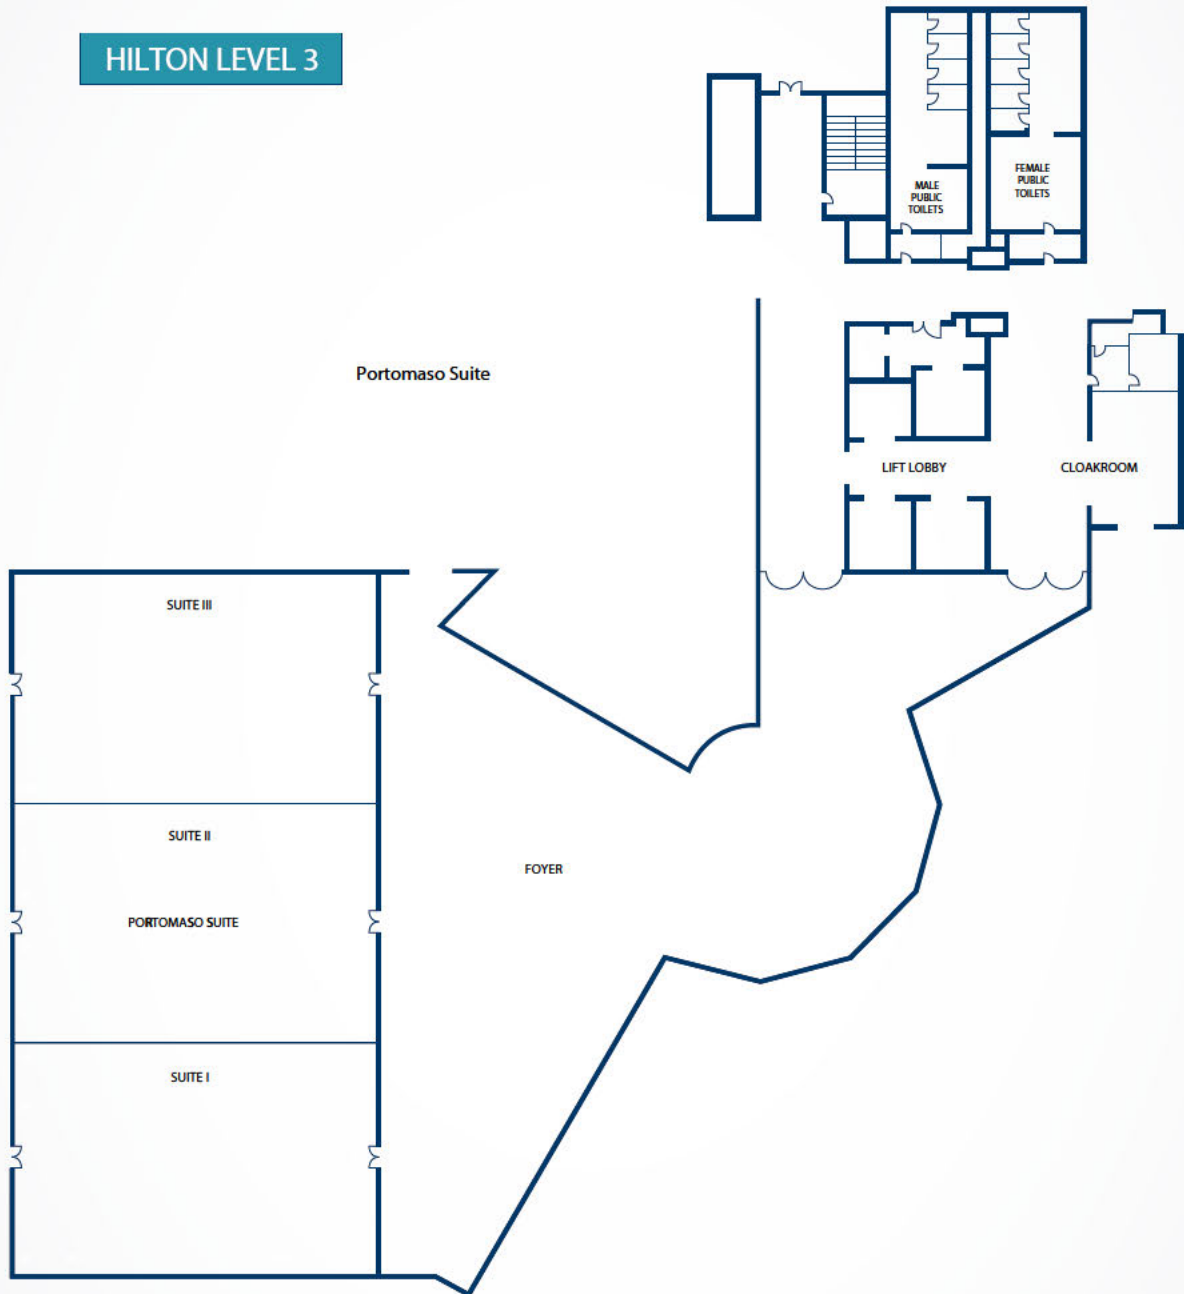 HILTON LEVEL 3
MALE
PUBLIC
TOILETS
FEMALE
PUBLIC
TOILETS
Portomaso Suite
LIFT LOBBY
CLOAKROOM
SUITE III
SUITE II
FOYER
PORTOMASO SUITE
SUITE I